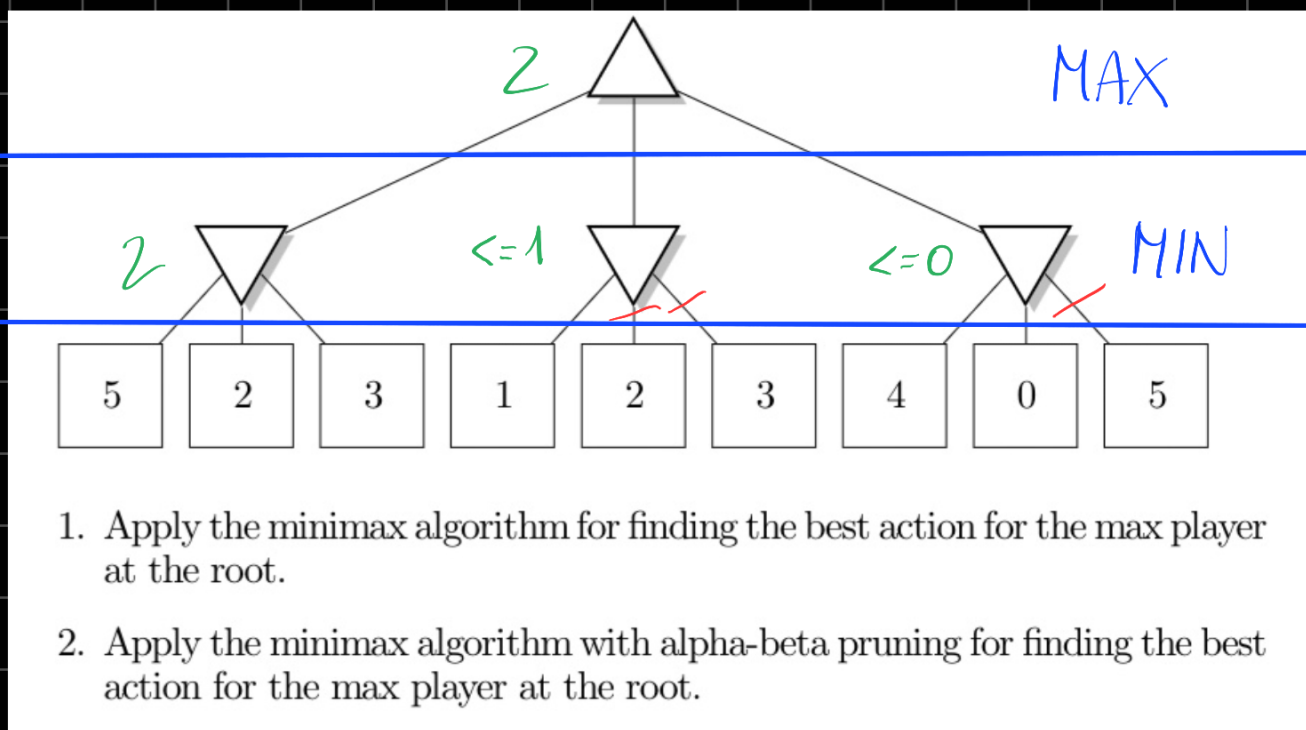 2 MAX
2 <=1 <=0 MIN
5 2 3 1 2 3 4 0 5
1. Apply the minimax algorithm for finding the best action for the max player
at the root.
2. Apply the minimax algorithm with alpha-beta pruning for finding the best
action for the max player at the root.